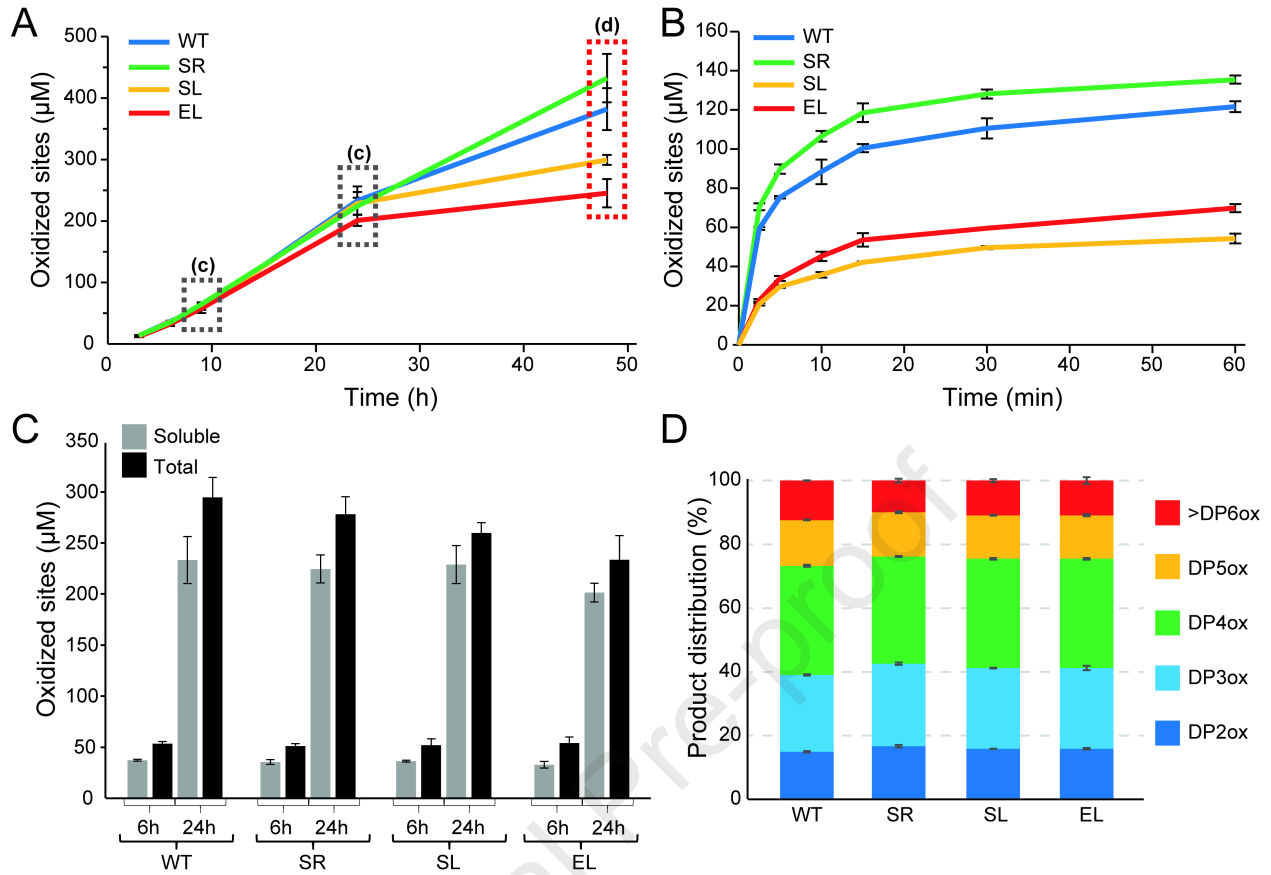 A
500
400
300
200
100
0
Oxidized sites (µM)
WT
SR
SL
EL
(c)
(c)
(d)
0
10
20
30
40
50
Time (h)
B
160
140
120
100
80
60
40
20
0
Oxidized sites (µM)
WT
SR
SL
EL
0
10
20
30
40
50
60
Time (min)
C
350
300
250
200
150
100
50
0
Oxidized sites (µM)
Soluble
Total
6h 24h 6h 24h 6h 24h 6h 24h
WT SR SL EL
D
100
80
60
40
20
0
Product distribution (%)
WT SR SL EL
>DP6ox
DP5ox
DP4ox
DP3ox
DP2ox
al Pre-proof